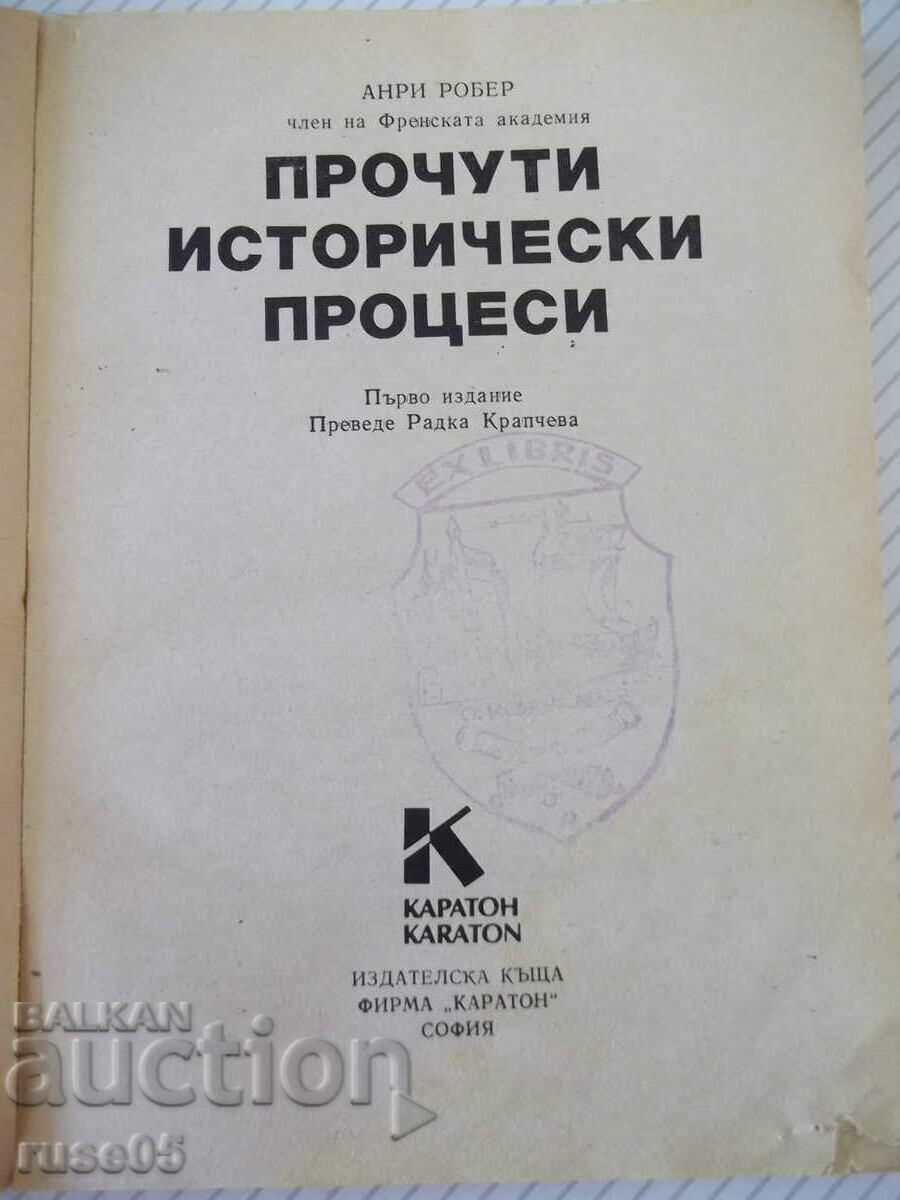 АНРИ РОБЕР
член на Френската академия
ПРОЧУТИ
ИСТОРИЧЕСКИ
ПРОЦЕСИ
Първо издание
Преведе Радка Крапчева
EX LIBRIS
КАРАТОН
KARATON
ИЗДАТЕЛСКА КЪЩА
ФИРМА „КАРАТОН“
СОФИЯ
BALKAN
auction
ruse05